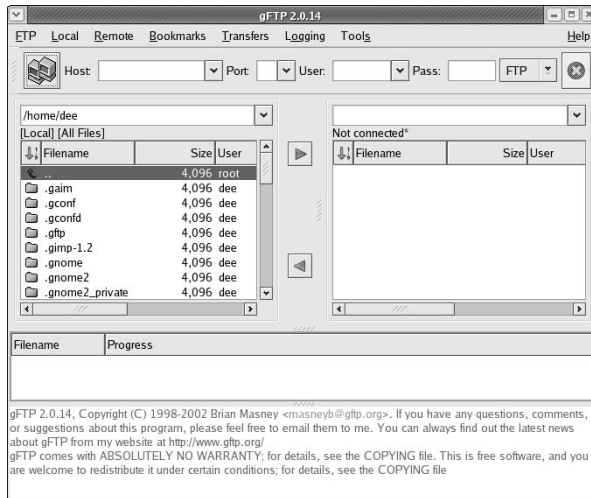 gFTP 2.0.14
FTP Local Remote Bookmarks Transfers Logging Tools Help
Host: Port: User: Pass: FTP
/home/dee
[Local] [All Files]
Filename Size User
.. 4,096 root
.gaim 4,096 dee
.gconf 4,096 dee
.gconfd 4,096 dee
.gftp 4,096 dee
.gimp-1.2 4,096 dee
.gnome 4,096 dee
.gnome2 4,096 dee
.gnome2_private 4,096 dee
Not connected*
Filename Size User
Filename Progress
gFTP 2.0.14, Copyright (C) 1998-2002 Brian Masney <masneyb@gftp.org>. If you have any questions, comments,
or suggestions about this program, please feel free to email them to me. You can always find out the latest news
about gFTP from my website at http://www.gftp.org/
gFTP comes with ABSOLUTELY NO WARRANTY; for details, see the COPYING file. This is free software, and you
are welcome to redistribute it under certain conditions; for details, see the COPYING file